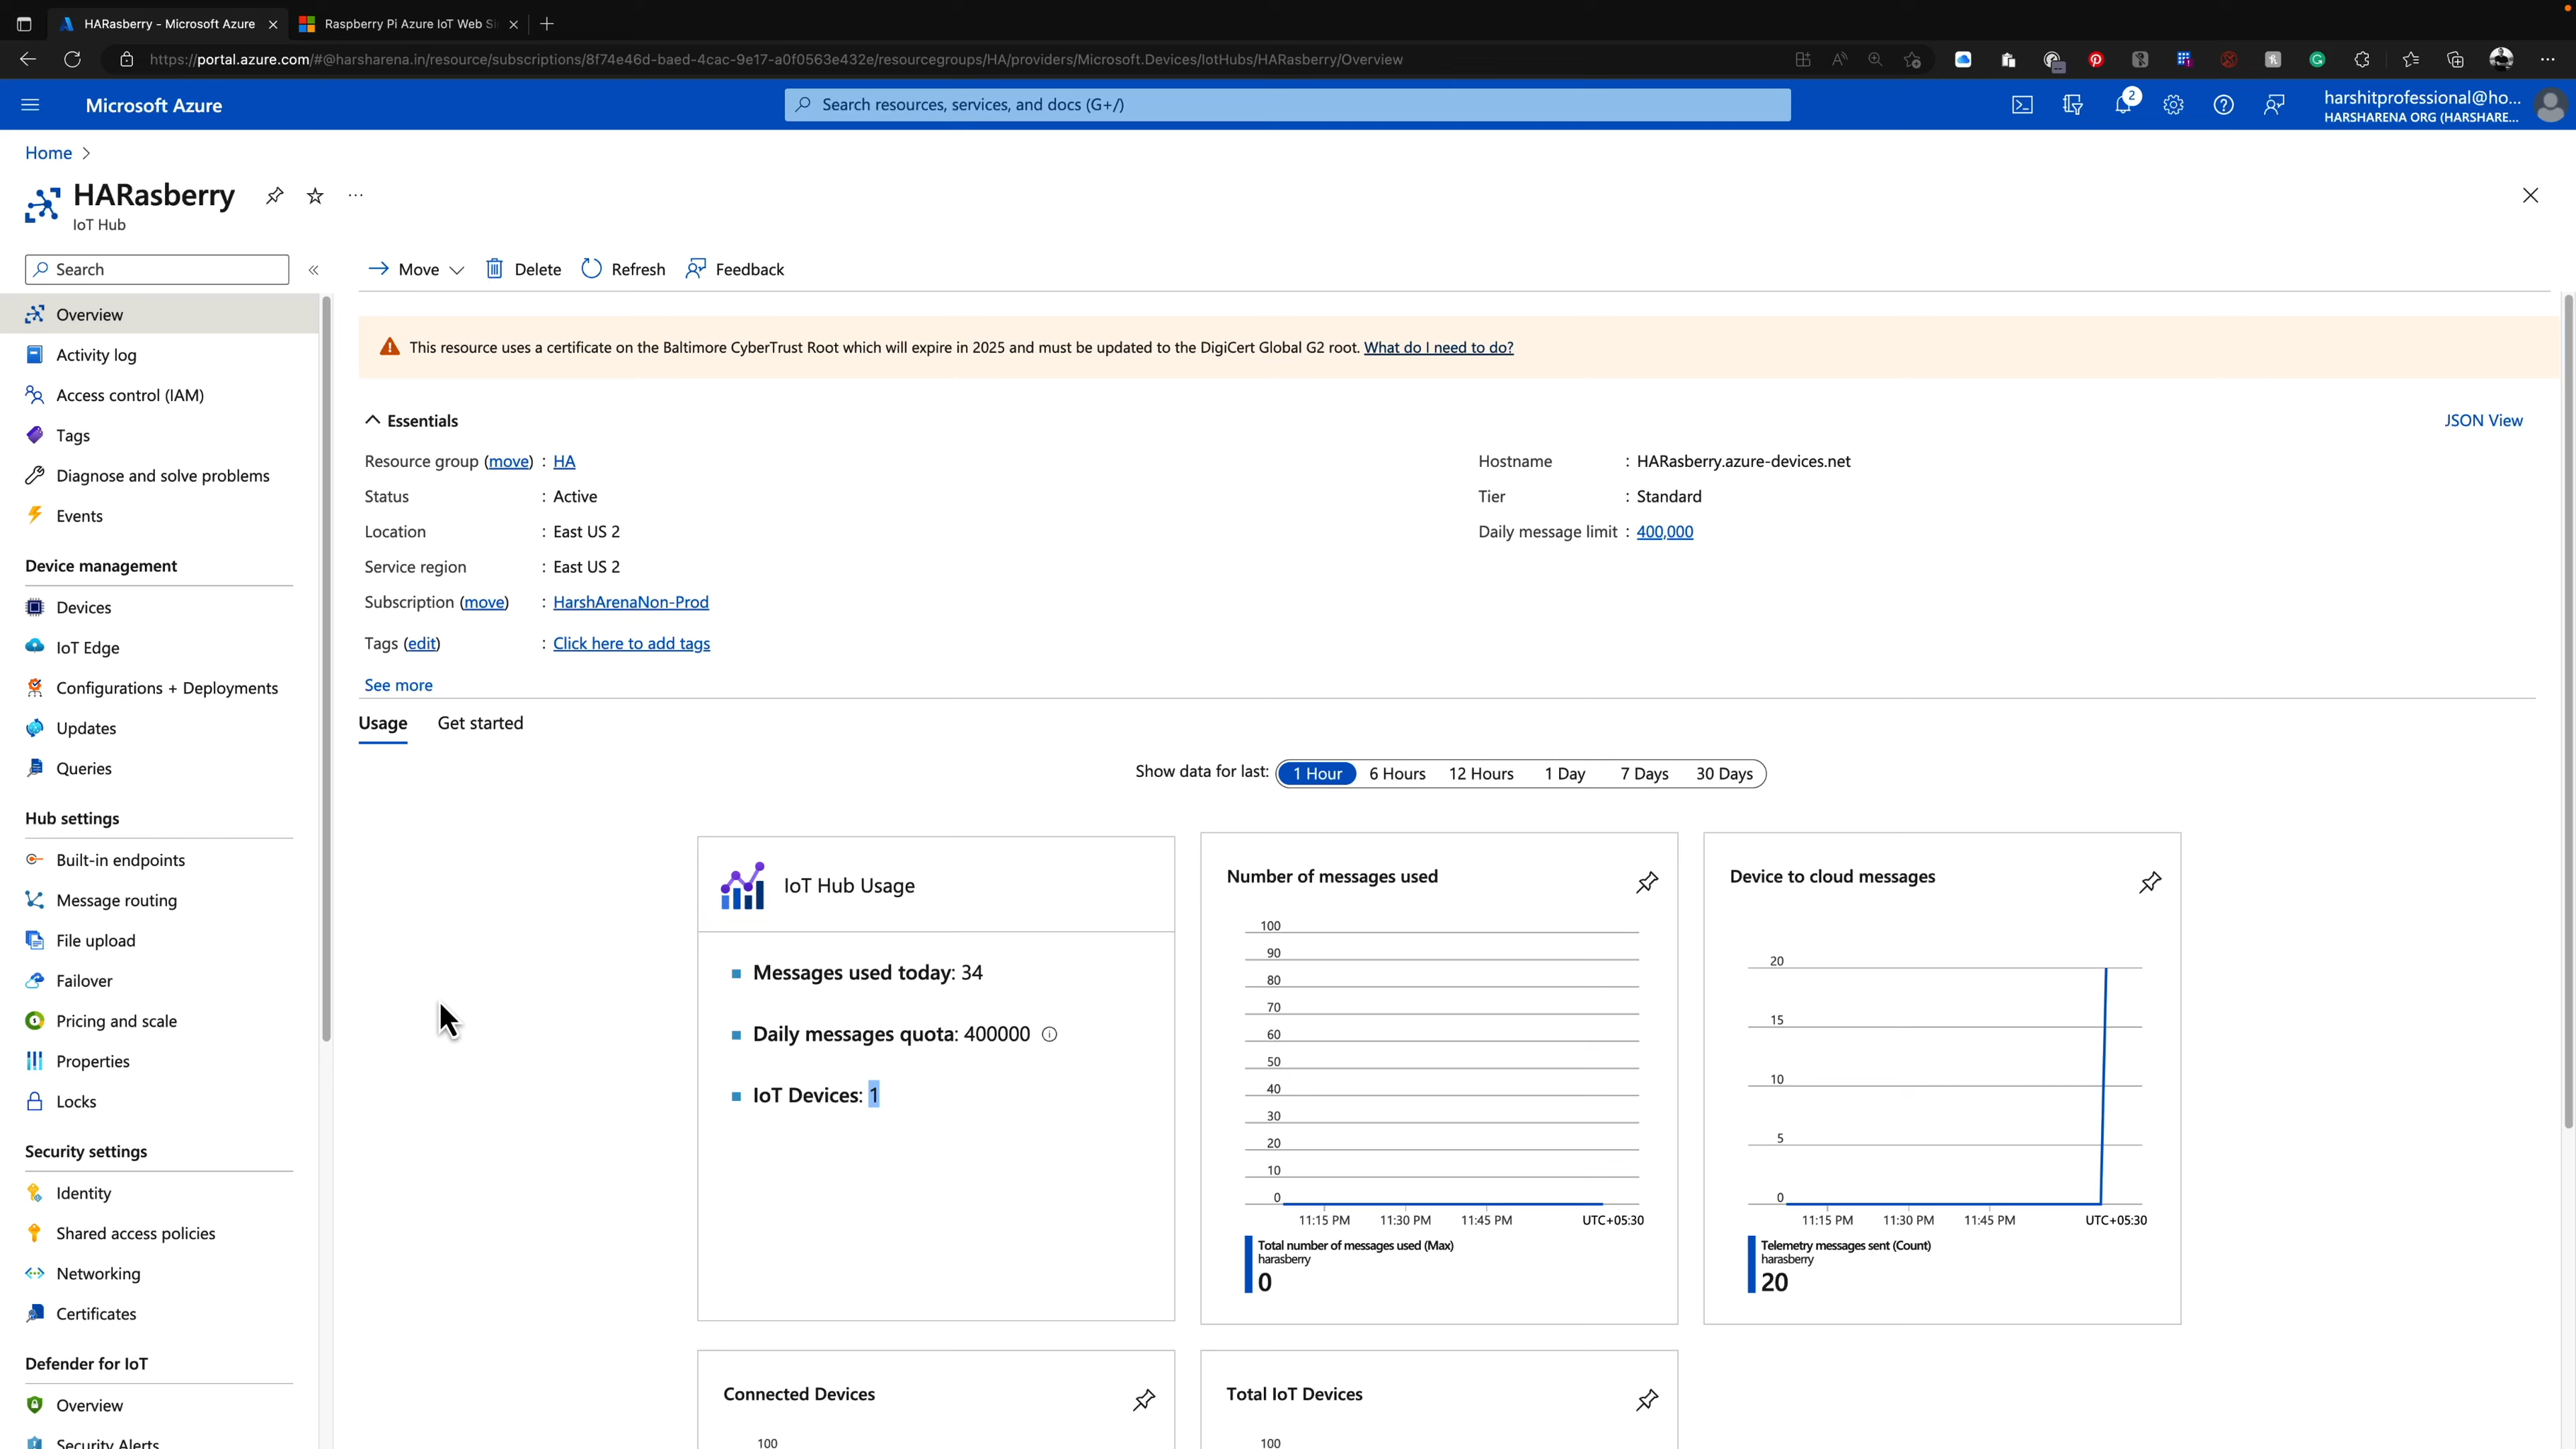 HARasberry - Microsoft Azure
Raspberry Pi Azure IoT Web Si
https://portal.azure.com/#@harsharena.in/resource/subscriptions/8f74e46d-baed-4cac-9e17-a0f0563e432e/resourcegroups/HA/providers/Microsoft.Devices/IotHubs/HARasberry/Overview
Microsoft Azure
Search resources, services, and docs (G+/)
2
harshitprofessional@ho...
HARSHARENA ORG (HARSHARE...
Home
HARasberry
IoT Hub
Search
Move
Delete
Refresh
Feedback
Overview
Activity log
Access control (IAM)
Tags
Diagnose and solve problems
Events
Device management
Devices
IoT Edge
Configurations + Deployments
Updates
Queries
Hub settings
Built-in endpoints
Message routing
File upload
Failover
Pricing and scale
Properties
Locks
Security settings
Identity
Shared access policies
Networking
Certificates
Defender for IoT
Overview
Security Alerts
This resource uses a certificate on the Baltimore CyberTrust Root which will expire in 2025 and must be updated to the DigiCert Global G2 root. What do I need to do?
Essentials
JSON View
Resource group (move) : HA
Status : Active
Location : East US 2
Service region : East US 2
Subscription (move) : HarshArenaNon-Prod
Tags (edit) : Click here to add tags
Hostname : HARasberry.azure-devices.net
Tier : Standard
Daily message limit : 400,000
See more
Usage
Get started
Show data for last: 1 Hour 6 Hours 12 Hours 1 Day 7 Days 30 Days
IoT Hub Usage
Messages used today: 34
Daily messages quota: 400000
IoT Devices: 1
Number of messages used
100
90
80
70
60
50
40
30
20
10
0
11:15 PM 11:30 PM 11:45 PM UTC+05:30
Total number of messages used (Max)
harasberry
0
Device to cloud messages
20
15
10
5
0
11:15 PM 11:30 PM 11:45 PM UTC+05:30
Telemetry messages sent (Count)
harasberry
20
Connected Devices
100
Total IoT Devices
100